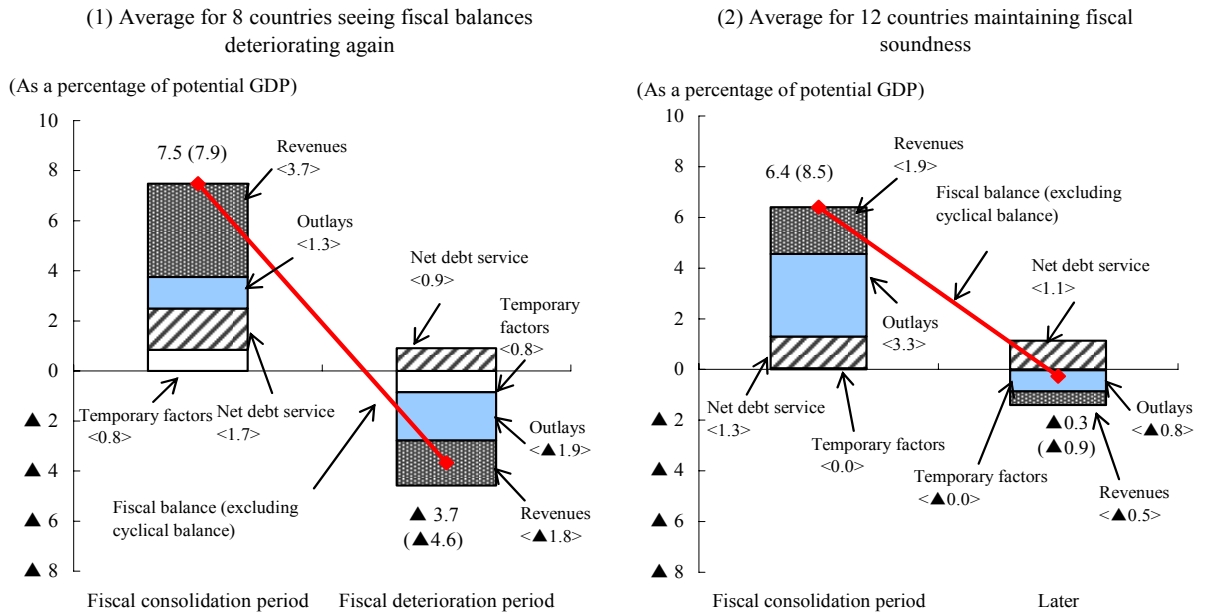 (1) Average for 8 countries seeing fiscal balances
deteriorating again
(As a percentage of potential GDP)
10
8
6
4
2
0
▲ 2
▲ 4
▲ 6
▲ 8
7.5 (7.9)
Revenues
<3.7>
Outlays
<1.3>
Net debt service
<0.9>
Temporary
factors
<0.8>
Temporary factors
<0.8>
Net debt service
<1.7>
Outlays
<▲1.9>
Fiscal balance (excluding
cyclical balance)
▲ 3.7
(▲4.6)
Revenues
<▲1.8>
Fiscal consolidation period
Fiscal deterioration period
(2) Average for 12 countries maintaining fiscal
soundness
(As a percentage of potential GDP)
10
8
6
4
2
0
▲ 2
▲ 4
▲ 6
▲ 8
6.4 (8.5)
Revenues
<1.9>
Fiscal balance (excluding
cyclical balance)
Net debt service
<1.1>
Outlays
<3.3>
Net debt service
<1.3>
Temporary factors
<0.0>
Temporary factors
<▲0.0>
▲0.3
(▲0.9)
Outlays
<▲0.8>
Revenues
<▲0.5>
Fiscal consolidation period
Later